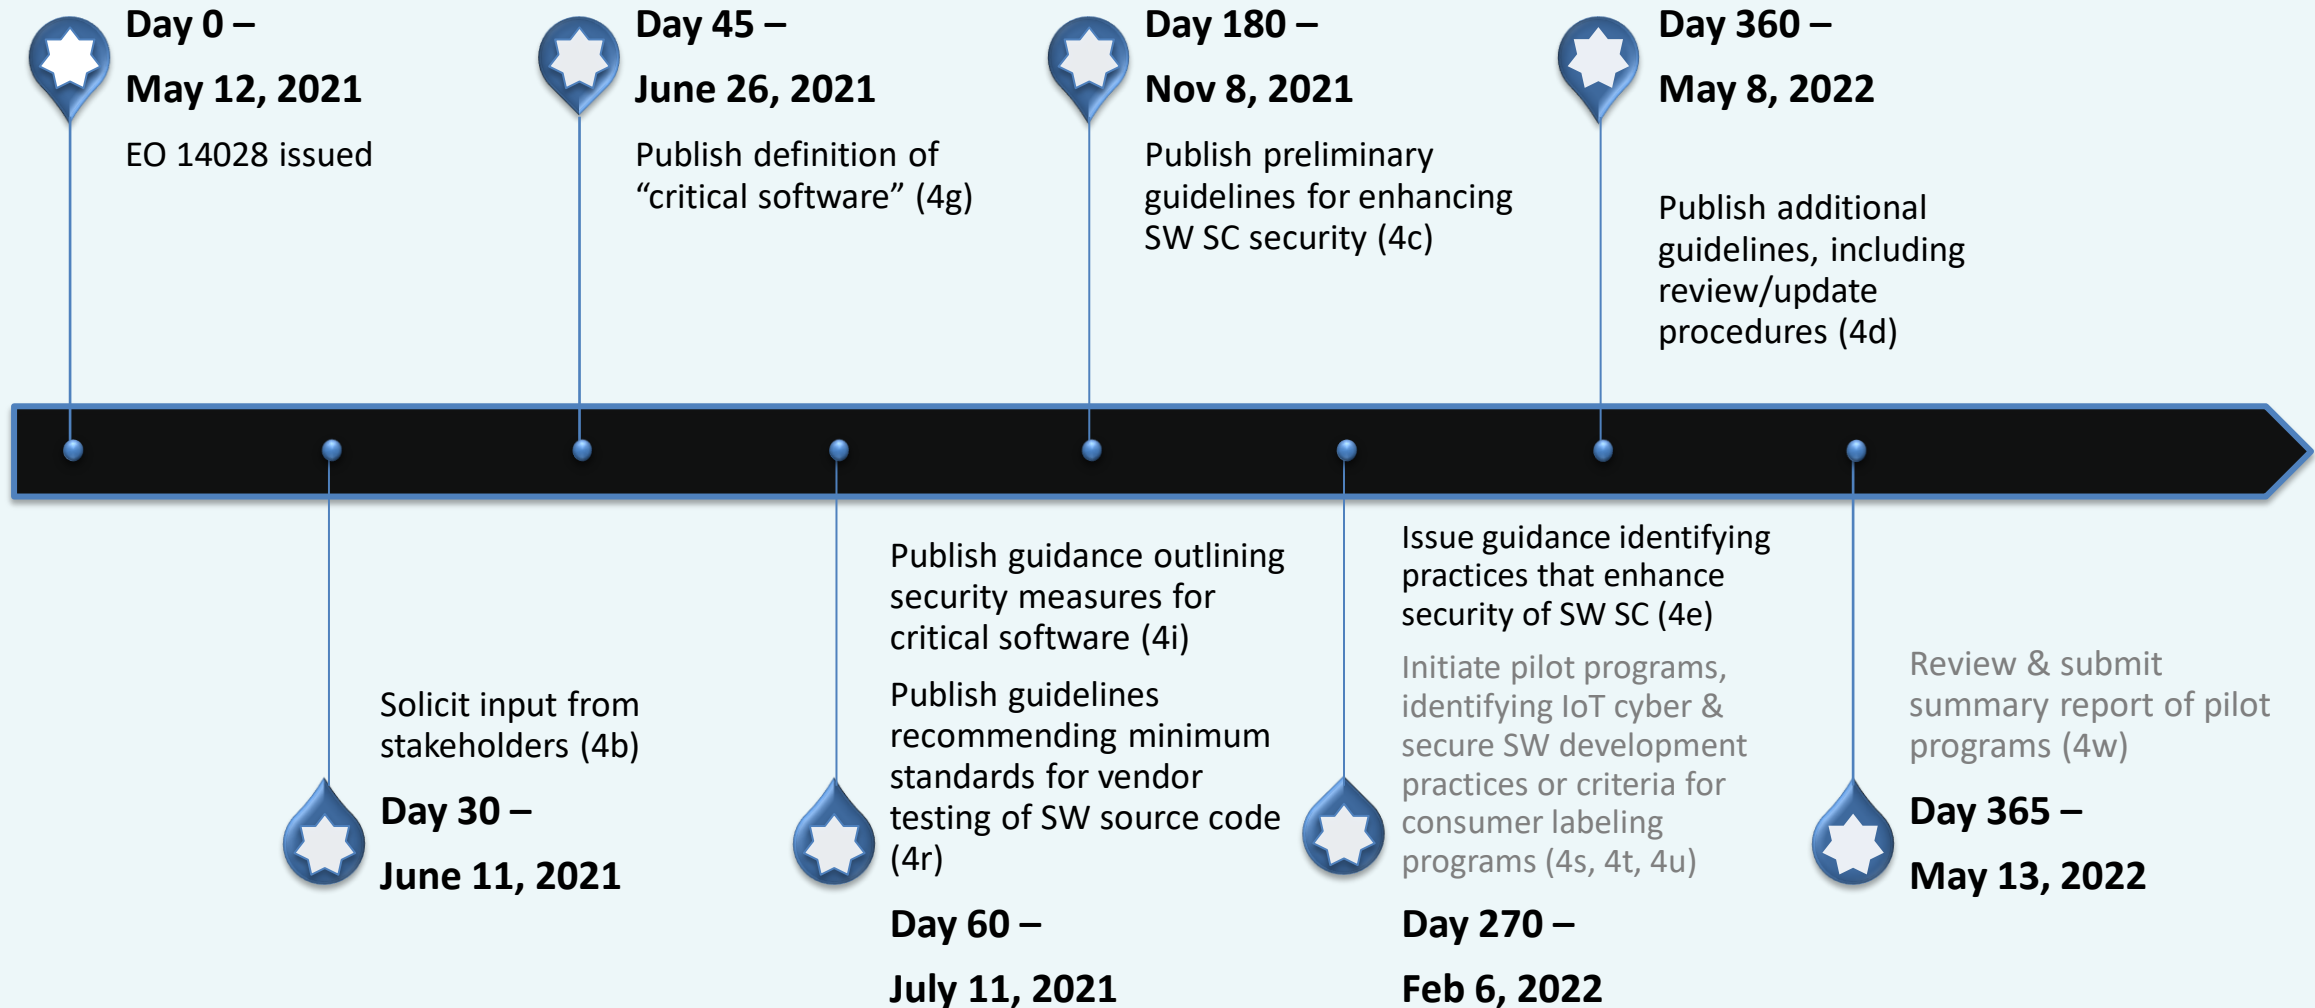 Day 0 –
May 12, 2021
EO 14028 issued
Day 45 –
June 26, 2021
Publish definition of
“critical software” (4g)
Day 180 –
Nov 8, 2021
Publish preliminary
guidelines for enhancing
SW SC security (4c)
Day 360 –
May 8, 2022
Publish additional
guidelines, including
review/update
procedures (4d)
Solicit input from
stakeholders (4b)
Day 30 –
June 11, 2021
Publish guidance outlining
security measures for
critical software (4i)
Publish guidelines
recommending minimum
standards for vendor
testing of SW source code
(4r)
Day 60 –
July 11, 2021
Issue guidance identifying
practices that enhance
security of SW SC (4e)
Initiate pilot programs,
identifying IoT cyber &
secure SW development
practices or criteria for
consumer labeling
programs (4s, 4t, 4u)
Day 270 –
Feb 6, 2022
Review & submit
summary report of pilot
programs (4w)
Day 365 –
May 13, 2022